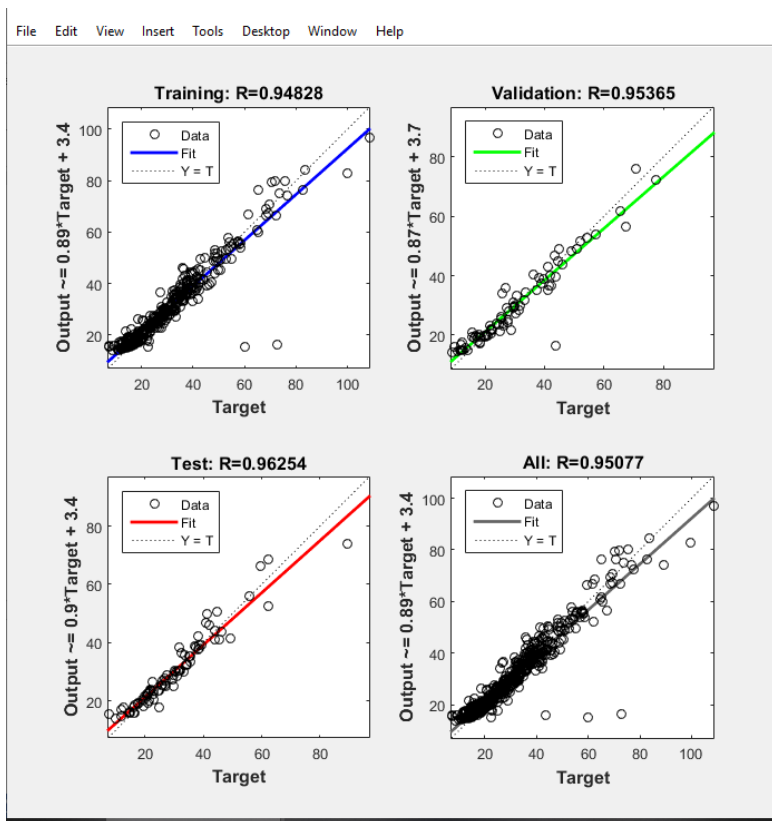 File Edit View Insert Tools Desktop Window Help
Training: R=0.94828
Output ~= 0.89*Target + 3.4
100
80
60
40
20
Data
Fit
Y = T
20 40 60 80 100
Target
Validation: R=0.95365
Output ~= 0.87*Target + 3.7
80
60
40
20
Data
Fit
Y = T
20 40 60 80
Target
Test: R=0.96254
Output ~= 0.9*Target + 3.4
80
60
40
20
Data
Fit
Y = T
20 40 60 80
Target
All: R=0.95077
Output ~= 0.89*Target + 3.4
100
80
60
40
20
Data
Fit
Y = T
20 40 60 80 100
Target